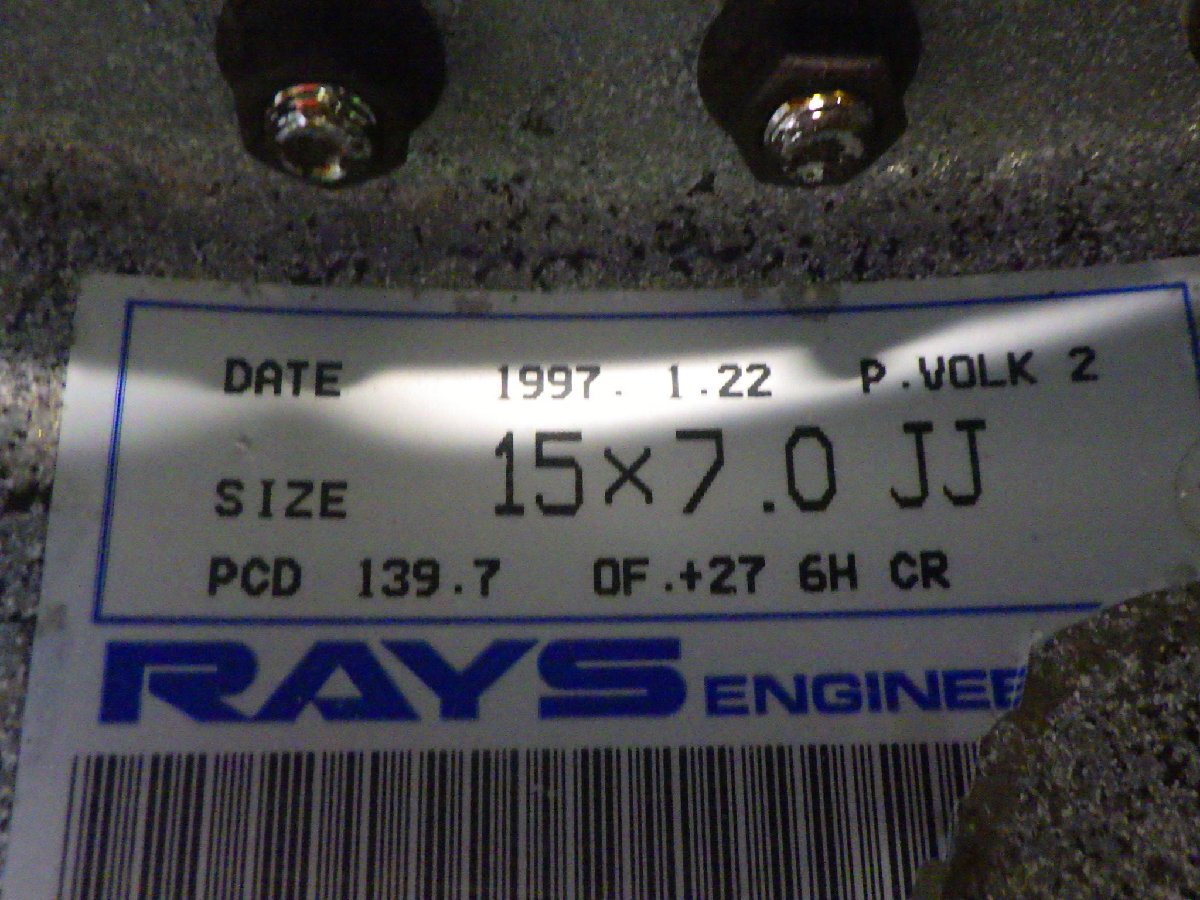 DATE 1997. 1.22 P.VOLK 2
SIZE 15×7.0 JJ
PCD 139.7 OF.+27 6H CR
RAYS ENGINEE